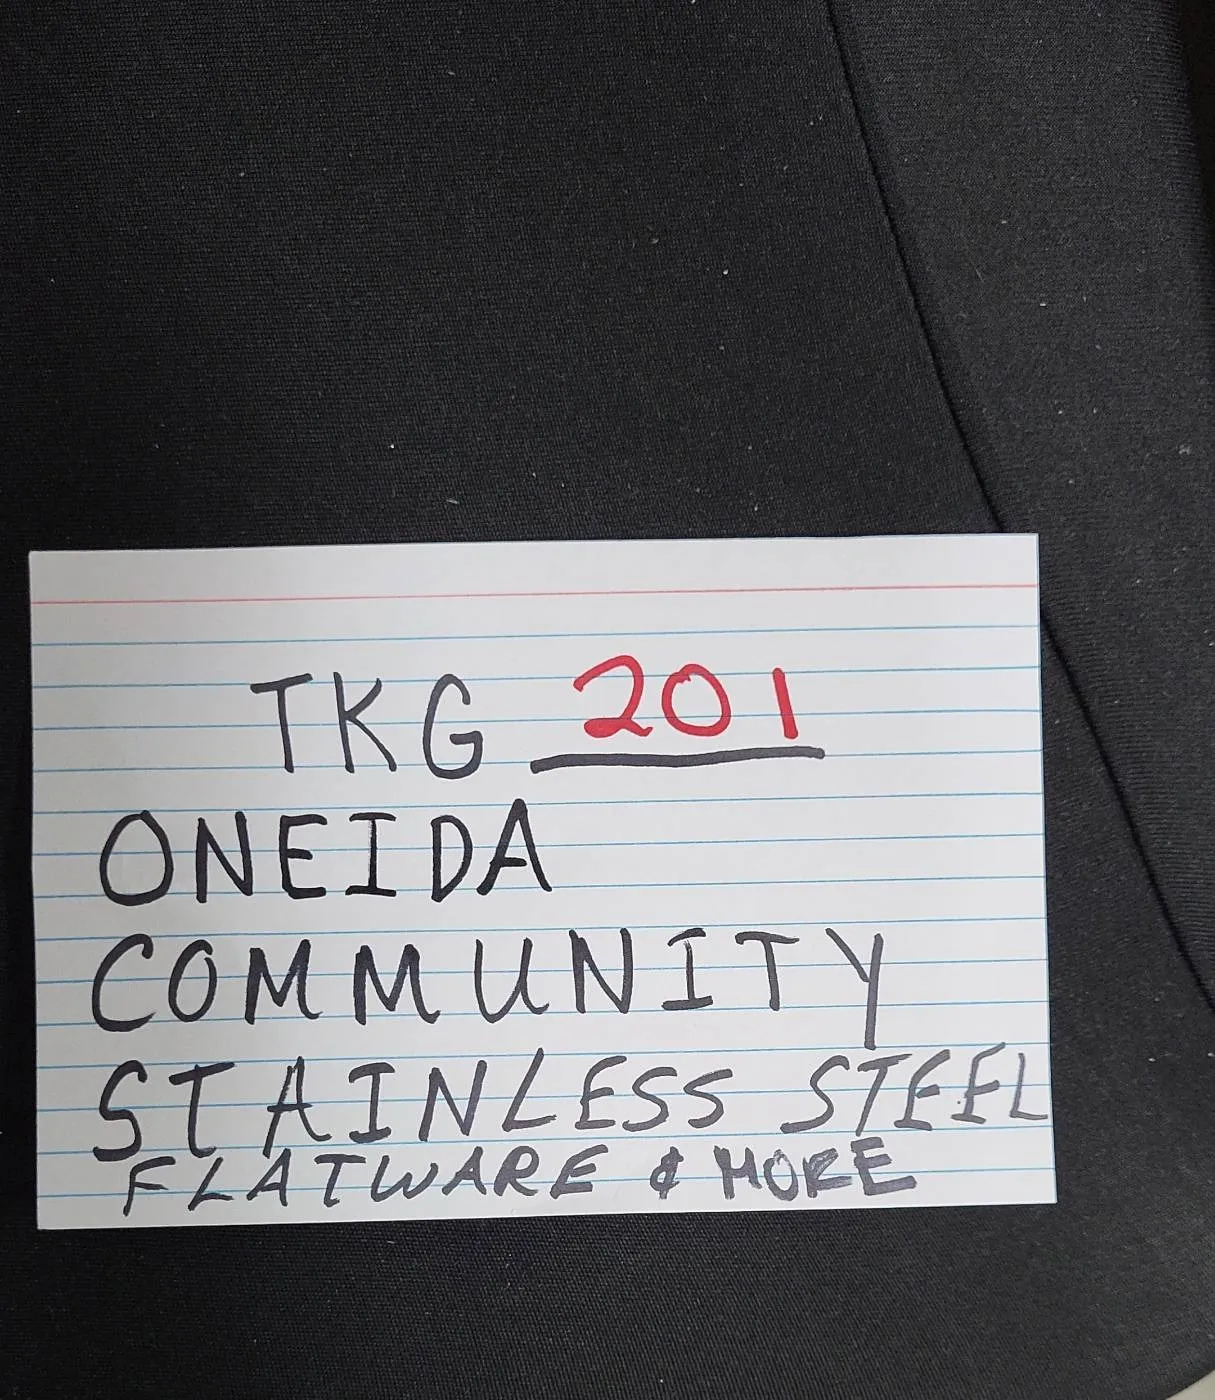 TKG 201
ONEIDA
COMMUNITY
STAINLESS STEEL
FLATWARE & MORE